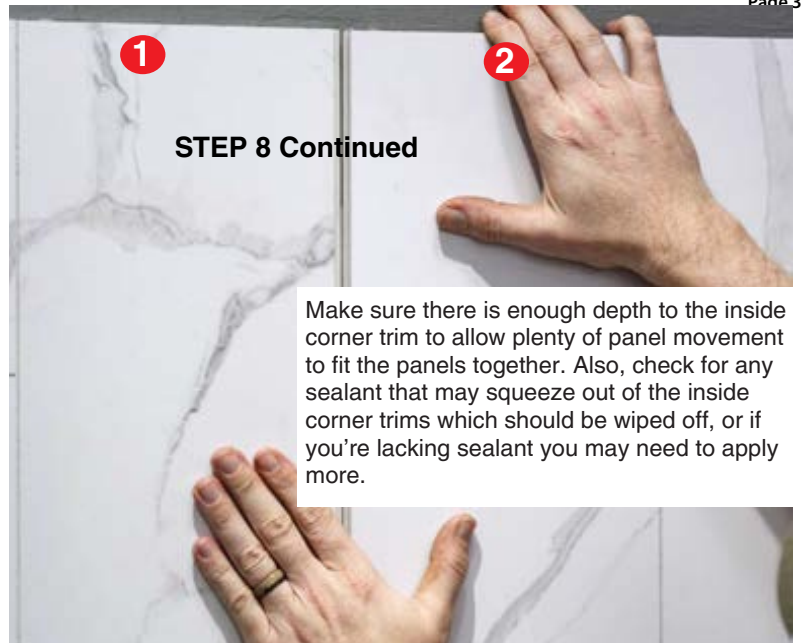 Page 3
1
2
STEP 8 Continued
Make sure there is enough depth to the inside
corner trim to allow plenty of panel movement
to fit the panels together. Also, check for any
sealant that may squeeze out of the inside
corner trims which should be wiped off, or if
you're lacking sealant you may need to apply
more.